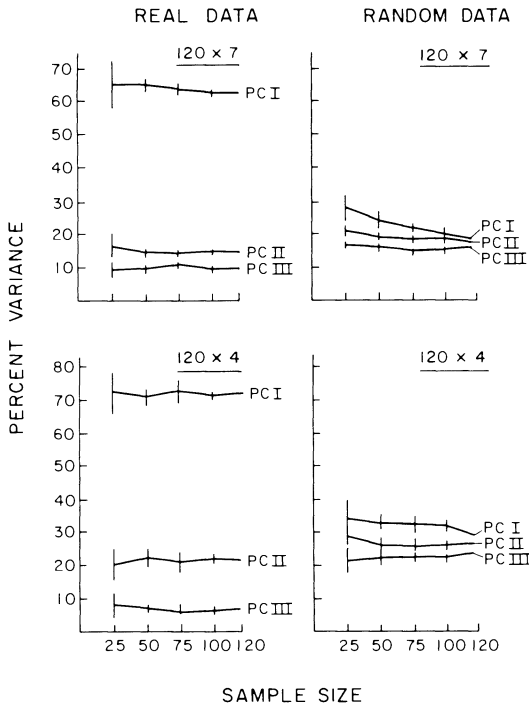 REAL DATA
RANDOM DATA
120 x 7
70
60
50
40
30
20
10
PC I
PC II
PC III
120 x 7
PC I
PC II
PC III
PERCENT VARIANCE
120 x 4
80
70
60
50
40
30
20
10
PC I
PC II
PC III
25 50 75 100 120
120 x 4
PC I
PC II
PC III
25 50 75 100 120
SAMPLE SIZE